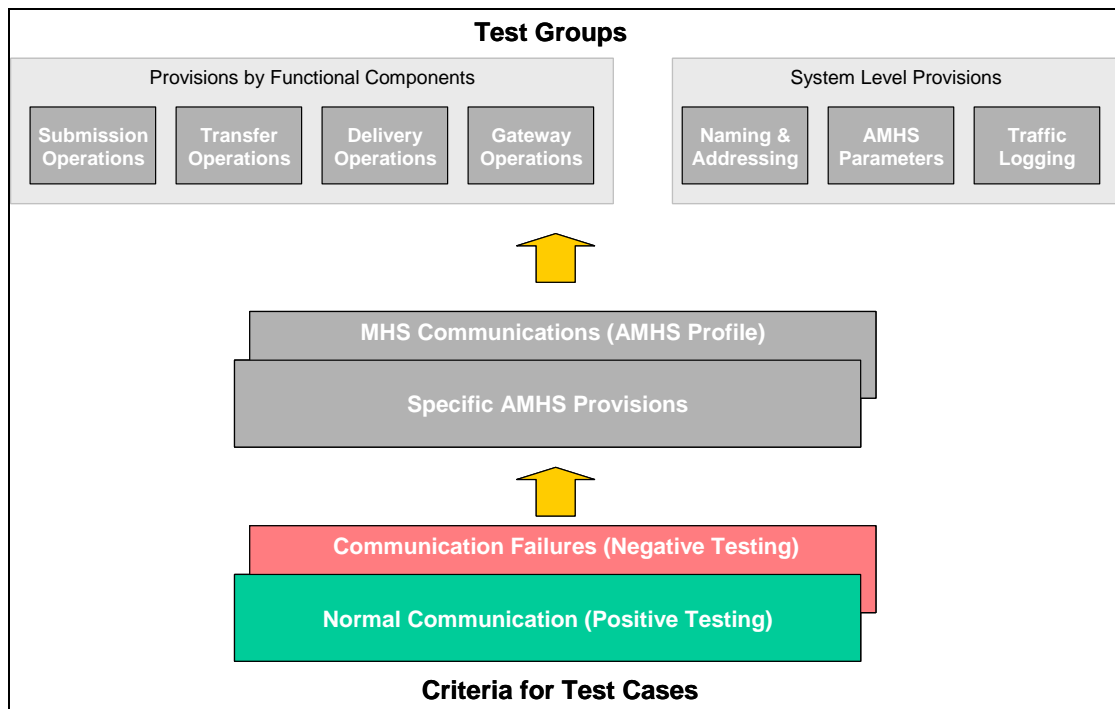 Test Groups
Provisions by Functional Components
System Level Provisions
Submission
Operations
Transfer
Operations
Delivery
Operations
Gateway
Operations
Naming &
Addressing
AMHS
Parameters
Traffic
Logging
MHS Communications (AMHS Profile)
Specific AMHS Provisions
Communication Failures (Negative Testing)
Normal Communication (Positive Testing)
Criteria for Test Cases